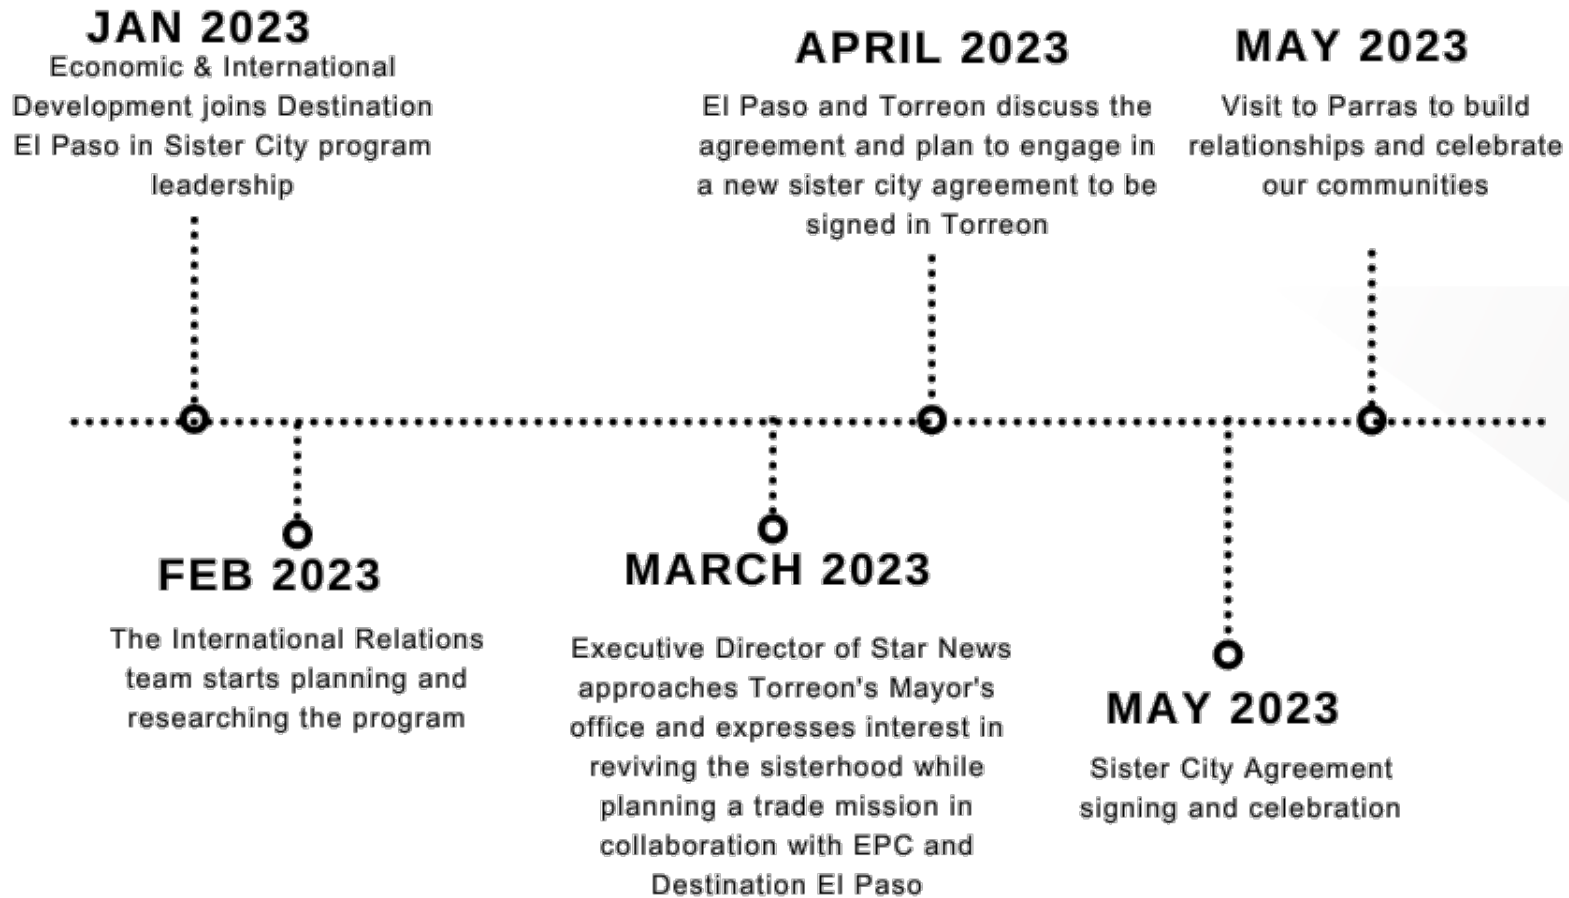 JAN 2023
Economic & International
Development joins Destination
El Paso in Sister City program
leadership
FEB 2023
The International Relations
team starts planning and
researching the program
MARCH 2023
Executive Director of Star News
approaches Torreon's Mayor's
office and expresses interest in
reviving the sisterhood while
planning a trade mission in
collaboration with EPC and
Destination El Paso
APRIL 2023
El Paso and Torreon discuss the
agreement and plan to engage in
a new sister city agreement to be
signed in Torreon
MAY 2023
Sister City Agreement
signing and celebration
MAY 2023
Visit to Parras to build
relationships and celebrate
our communities